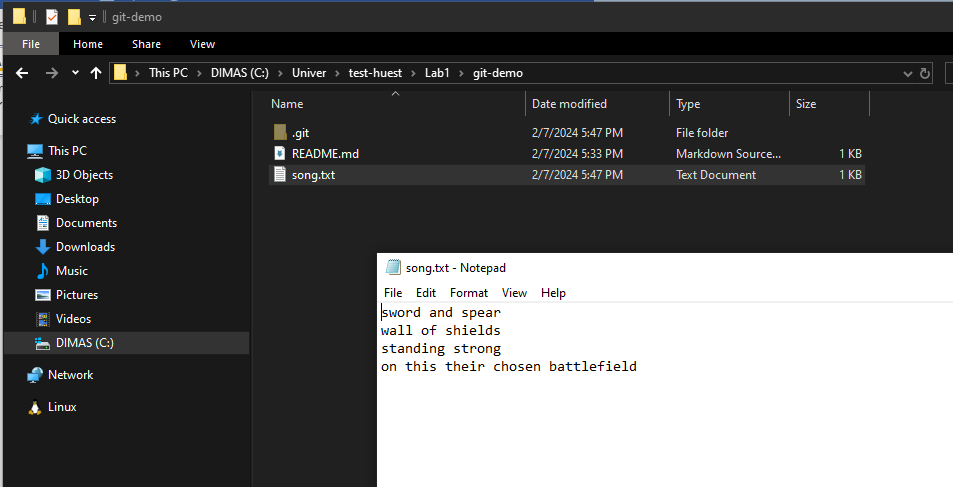 git-demo
File Home Share View
This PC DIMAS (C:) Univer test-huest Lab1 git-demo
Name Date modified Type Size
Quick access
This PC
3D Objects
Desktop
Documents
Downloads
Music
Pictures
Videos
DIMAS (C:)
Network
Linux
.git 2/7/2024 5:47 PM File folder
README.md 2/7/2024 5:33 PM Markdown Source... 1 KB
song.txt 2/7/2024 5:47 PM Text Document 1 KB
song.txt - Notepad
File Edit Format View Help
sword and spear
wall of shields
standing strong
on this their chosen battlefield